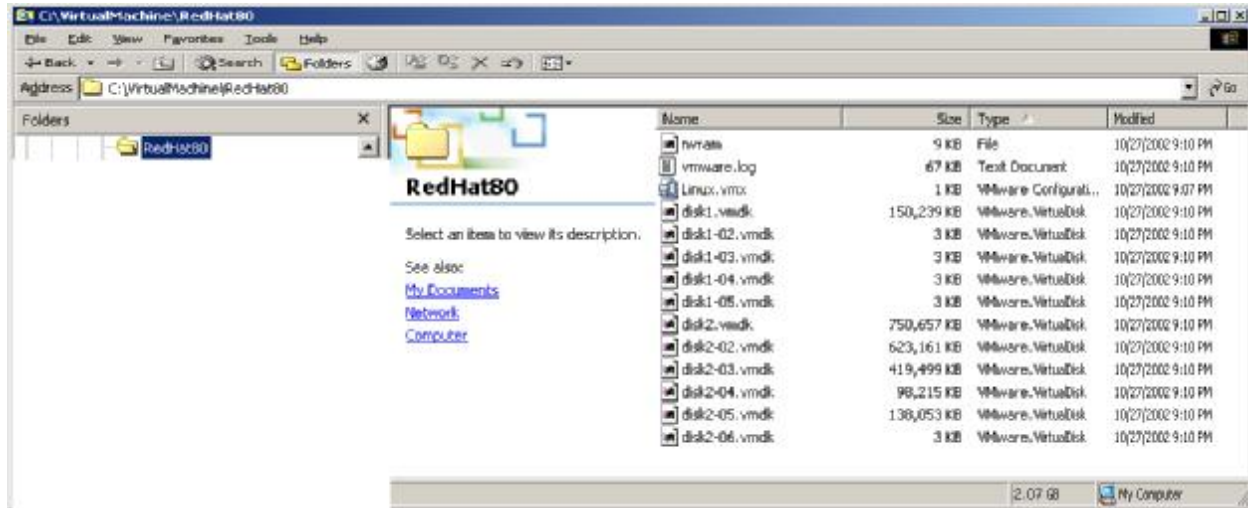 C:\VirtualMachine\RedHat80
File Edit View Favorites Tools Help
Back Search Folders
Address C:\VirtualMachine\RedHat80 Go
Folders
RedHat80
RedHat80
Select an item to view its description.
See also:
My Documents
Network
Computer
Name Size Type Modified
nvram 9 KB File 10/27/2002 9:10 PM
vmware.log 67 KB Text Document 10/27/2002 9:10 PM
Linux.vmx 1 KB VMware Configurati... 10/27/2002 9:07 PM
disk1.vmdk 150,239 KB VMware.VirtualDisk 10/27/2002 9:10 PM
disk1-02.vmdk 3 KB VMware.VirtualDisk 10/27/2002 9:10 PM
disk1-03.vmdk 3 KB VMware.VirtualDisk 10/27/2002 9:10 PM
disk1-04.vmdk 3 KB VMware.VirtualDisk 10/27/2002 9:10 PM
disk1-05.vmdk 3 KB VMware.VirtualDisk 10/27/2002 9:10 PM
disk2.vmdk 750,657 KB VMware.VirtualDisk 10/27/2002 9:10 PM
disk2-02.vmdk 623,161 KB VMware.VirtualDisk 10/27/2002 9:10 PM
disk2-03.vmdk 419,499 KB VMware.VirtualDisk 10/27/2002 9:10 PM
disk2-04.vmdk 98,215 KB VMware.VirtualDisk 10/27/2002 9:10 PM
disk2-05.vmdk 138,053 KB VMware.VirtualDisk 10/27/2002 9:10 PM
disk2-06.vmdk 3 KB VMware.VirtualDisk 10/27/2002 9:10 PM
2.07 GB My Computer